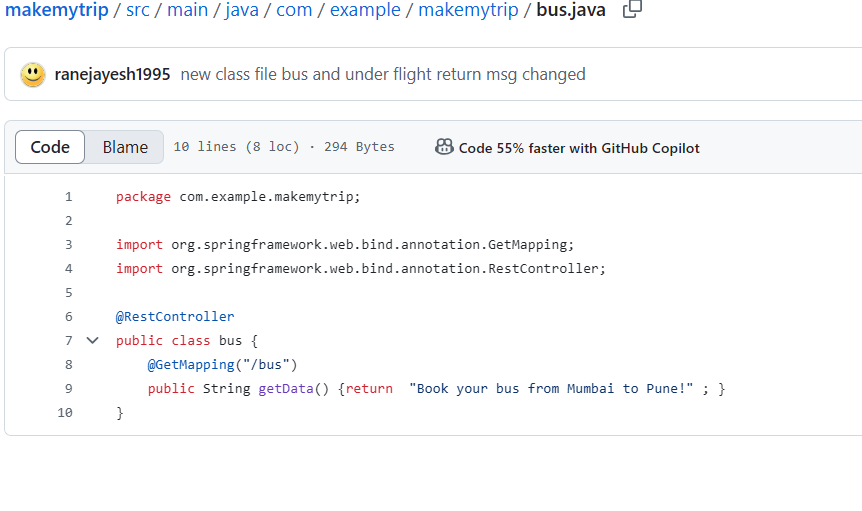 makemytrip / src / main / java / com / example / makemytrip / bus.java
ranejayesh1995 new class file bus and under flight return msg changed
Code Blame 10 lines (8 loc) · 294 Bytes Code 55% faster with GitHub Copilot
1 package com.example.makemytrip;
2
3 import org.springframework.web.bind.annotation.GetMapping;
4 import org.springframework.web.bind.annotation.RestController;
5
6 @RestController
7 public class bus {
8 @GetMapping("/bus")
9 public String getData() {return  "Book your bus from Mumbai to Pune!" ; }
10 }